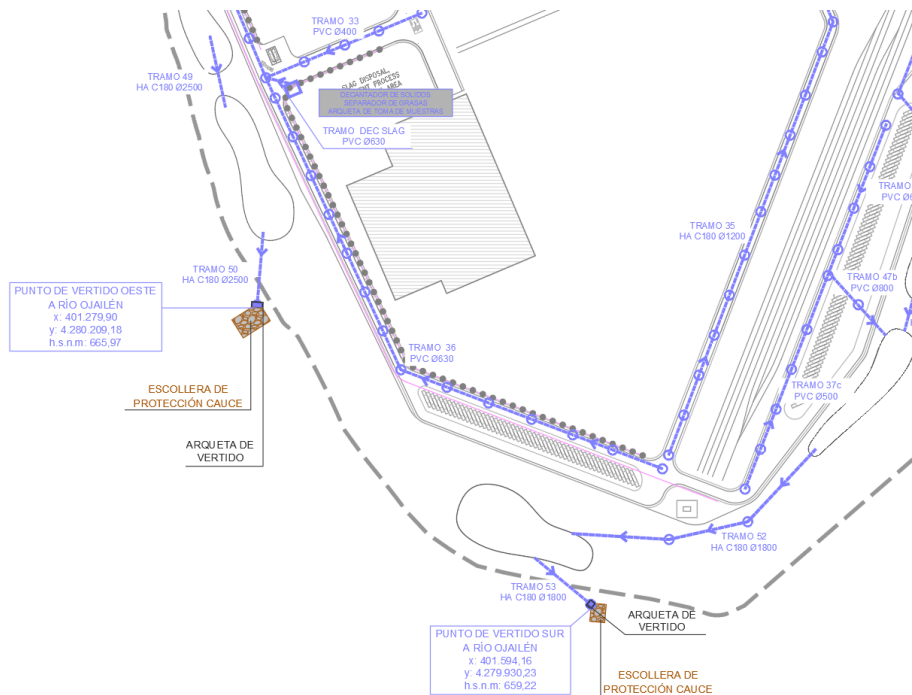 TRAMO 33
PVC Ø400
TRAMO 49
HA C180 Ø2500
SLAG DISPOSAL,
PROCESS
AREA
DECANTADOR DE SOLIDOS
SEPARADOR DE GRASAS
ARQUETA DE TOMA DE MUESTRAS
TRAMO DEC SLAG
PVC Ø630
TRAMO 35
HA C180 Ø1200
TRAMO 50
HA C180 Ø2500
TRAMO 47b
PVC Ø800
PUNTO DE VERTIDO OESTE
A RÌO OJAILÉN
x: 401.279,90
y: 4.280.209,18
h.s.n.m: 665,97
TRAMO 36
PVC Ø630
TRAMO 37c
PVC Ø500
ESCOLLERA DE
PROTECCIÓN CAUCE
ARQUETA DE
VERTIDO
TRAMO 52
HA C180 Ø1800
TRAMO 53
HA C180 Ø1800
ARQUETA DE
VERTIDO
PUNTO DE VERTIDO SUR
A RÍO OJAILÉN
x: 401.594,16
y: 4.279.930,23
h.s.n.m: 659,22
ESCOLLERA DE
PROTECCIÓN CAUCE